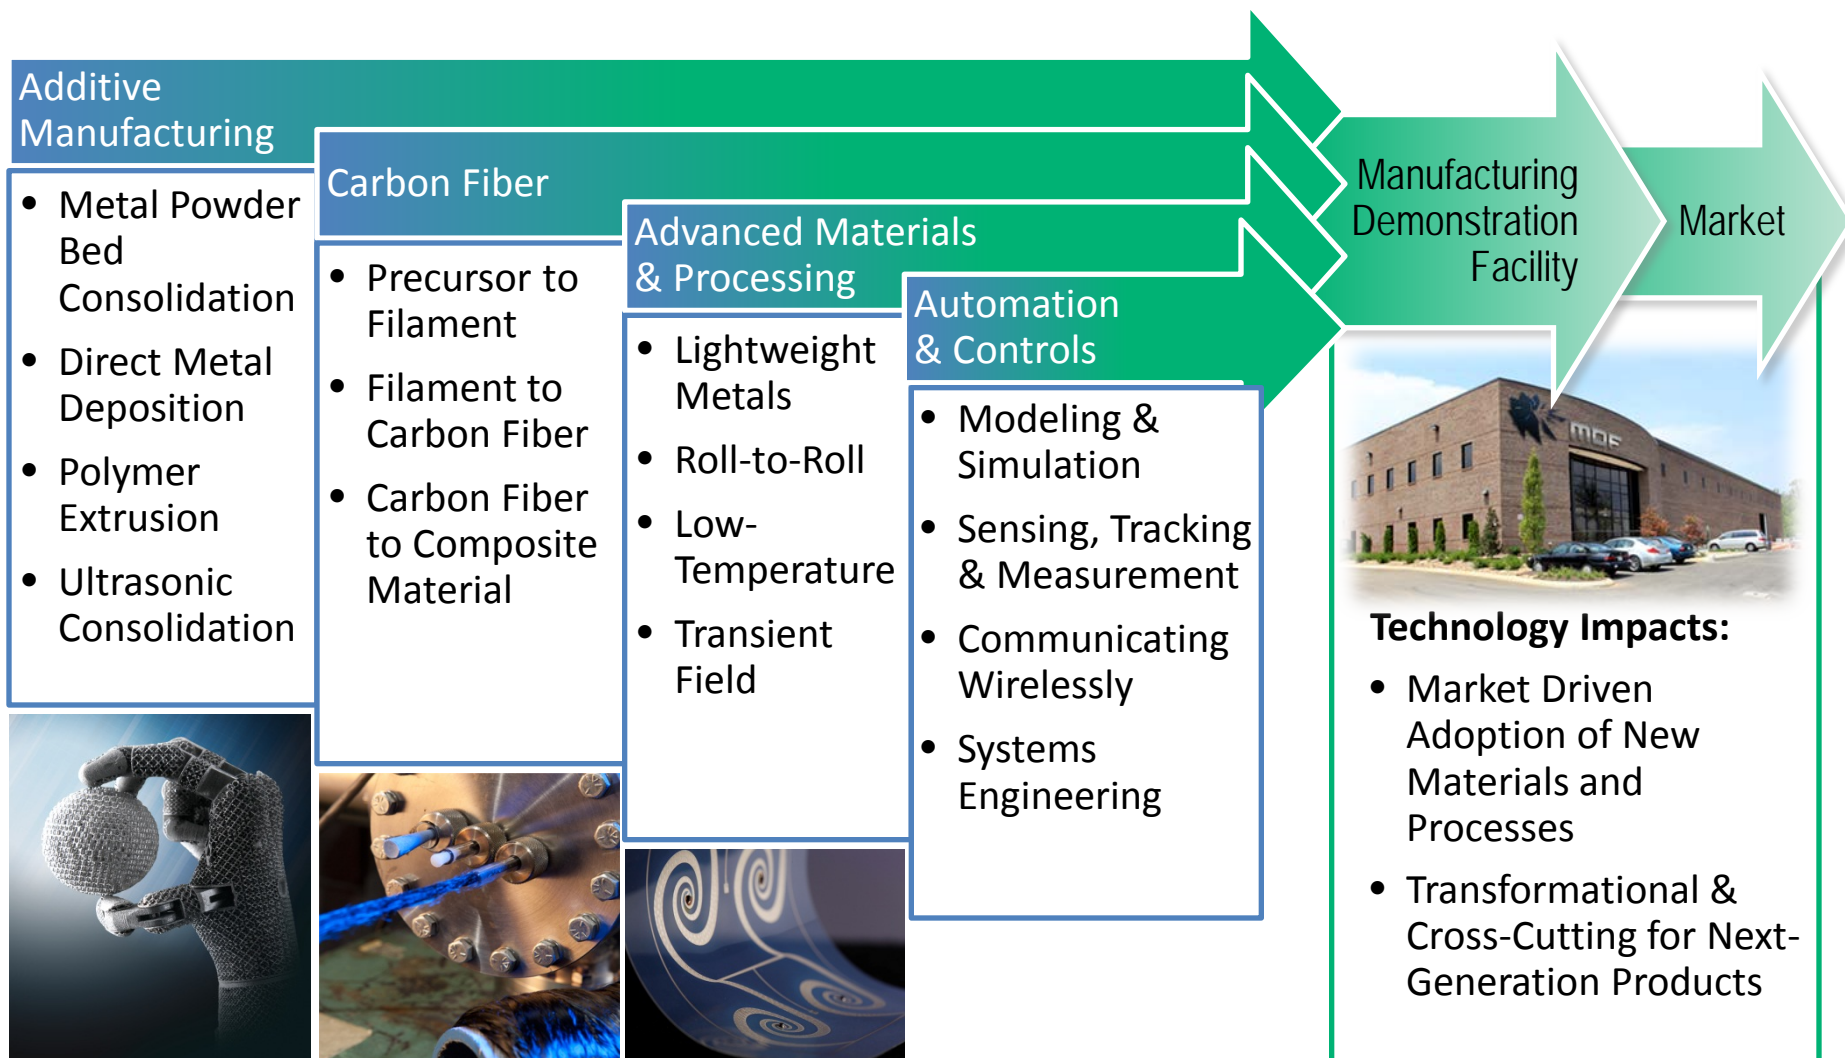 Additive
Manufacturing
• Metal Powder
Bed
Consolidation
• Direct Metal
Deposition
• Polymer
Extrusion
• Ultrasonic
Consolidation
Carbon Fiber
• Precursor to
Filament
• Filament to
Carbon Fiber
• Carbon Fiber
to Composite
Material
Advanced Materials
& Processing
• Lightweight
Metals
• Roll-to-Roll
• Low-
Temperature
• Transient
Field
Automation
& Controls
• Modeling &
Simulation
• Sensing, Tracking
& Measurement
• Communicating
Wirelessly
• Systems
Engineering
Manufacturing
Demonstration
Facility
Market
MDF
Technology Impacts:
• Market Driven
Adoption of New
Materials and
Processes
• Transformational &
Cross-Cutting for Next-
Generation Products